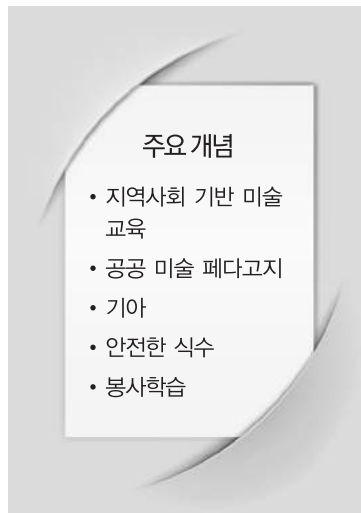 주요 개념
• 지역사회 기반 미술
교육
• 공공 미술 페다고지
• 기아
• 안전한 식수
• 봉사학습